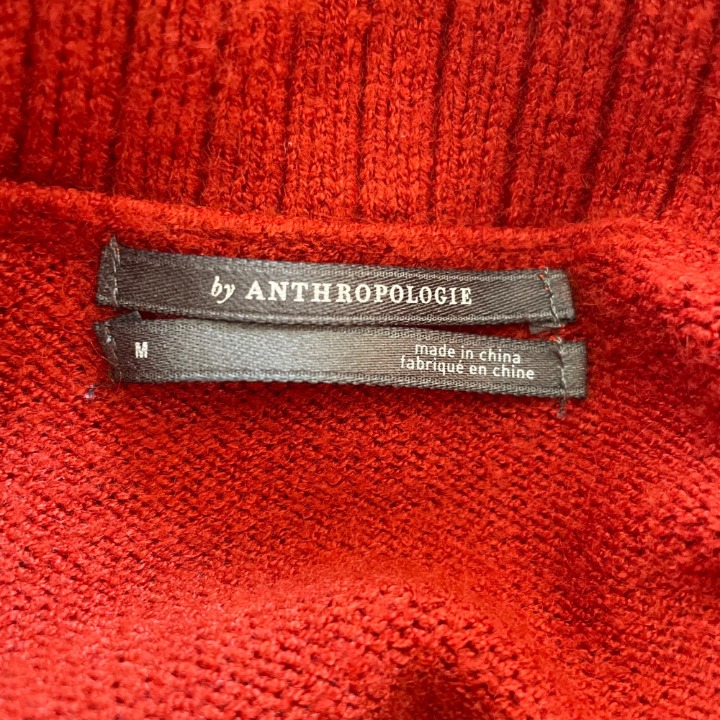 by ANTHROPOLOGIE
M
made in china
fabriqué en chine